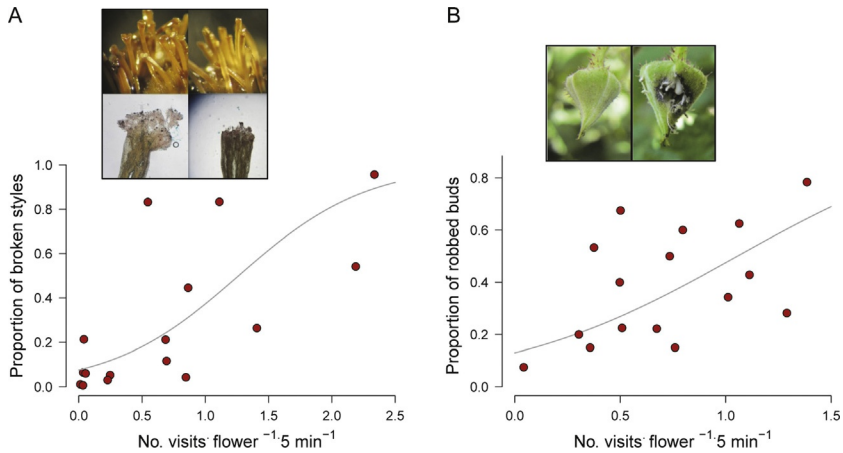 A
Proportion of broken styles
1.0
0.8
0.6
0.4
0.2
0.0
0.0 0.5 1.0 1.5 2.0 2.5
No. visits· flower ⁻¹·5 min⁻¹
B
Proportion of robbed buds
0.8
0.6
0.4
0.2
0.0
0.0 0.5 1.0 1.5
No. visits· flower ⁻¹·5 min⁻¹